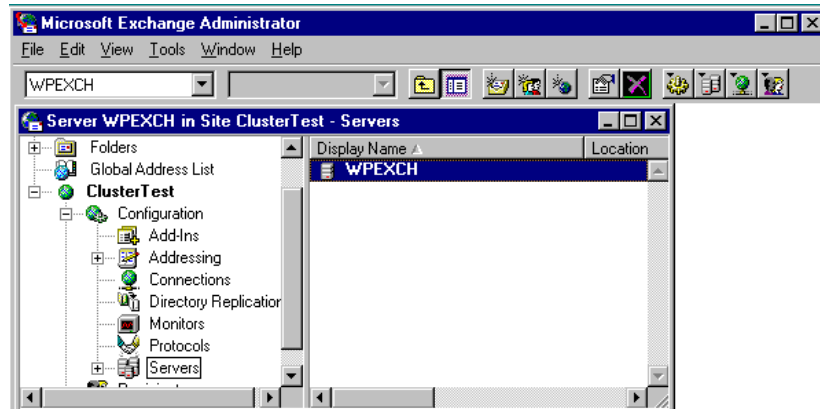 Microsoft Exchange Administrator
File Edit View Tools Window Help
WPEXCH
Server WPEXCH in Site ClusterTest - Servers
Folders
Global Address List
ClusterTest
Configuration
Add-Ins
Addressing
Connections
Directory Replication
Monitors
Protocols
Servers
Display Name Location
WPEXCH